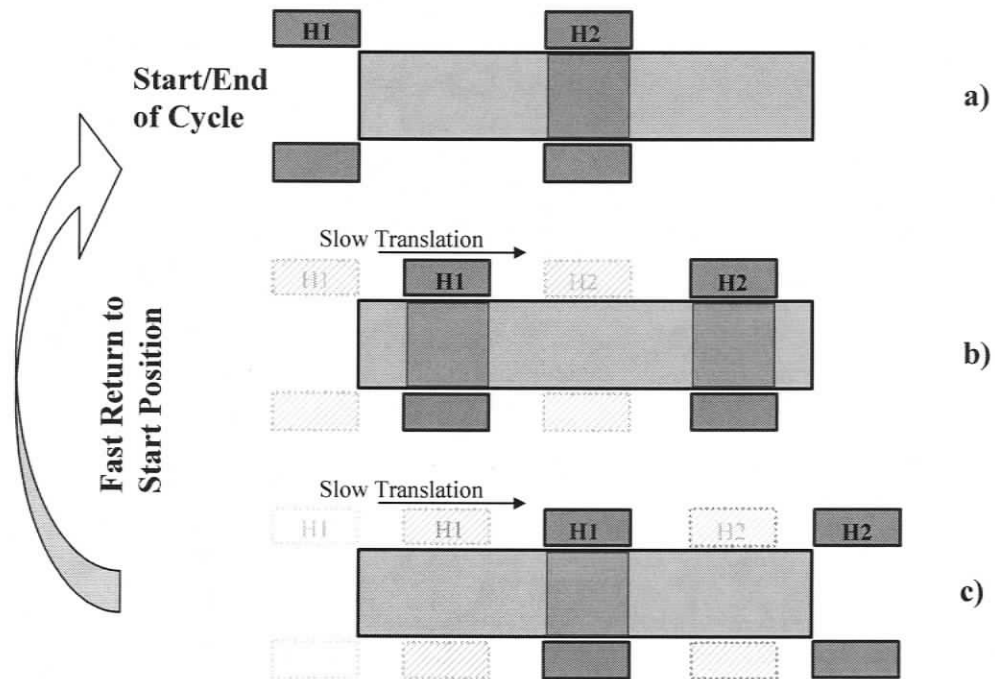 H1 H2
Start/End
of Cycle
a)
Slow Translation
H1 H1 H2 H2
b)
Fast Return to
Start Position
Slow Translation
H1 H1 H1 H2 H2
c)